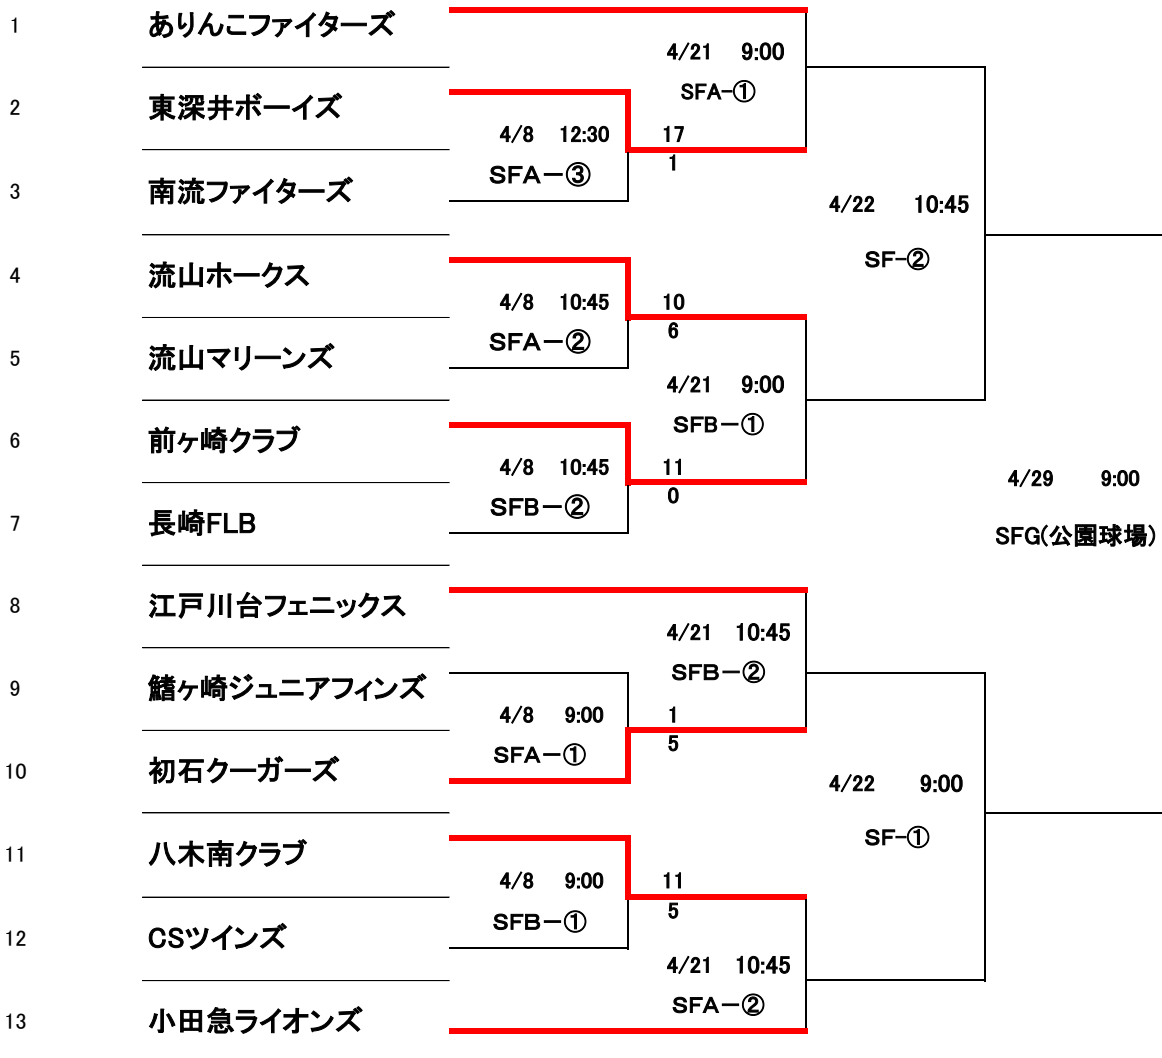 1 ありんこファイターズ
4/21 9:00
SFA-①
2 東深井ボーイズ
4/8 12:30 17
SFA－③ 1
3 南流ファイターズ
4/22 10:45
SF-②
4 流山ホークス
4/8 10:45 10
SFA－② 6
5 流山マリーンズ
4/21 9:00
SFB－①
6 前ヶ崎クラブ
4/8 10:45 11
SFB－② 0
4/29 9:00
SFG(公園球場)
7 長崎FLB
8 江戸川台フェニックス
4/21 10:45
SFB－②
9 鰭ヶ崎ジュニアフィンズ
4/8 9:00 1
SFA－① 5
10 初石クーガーズ
4/22 9:00
SF-①
11 八木南クラブ
4/8 9:00 11
SFB－① 5
12 CSツインズ
4/21 10:45
SFA－②
13 小田急ライオンズ